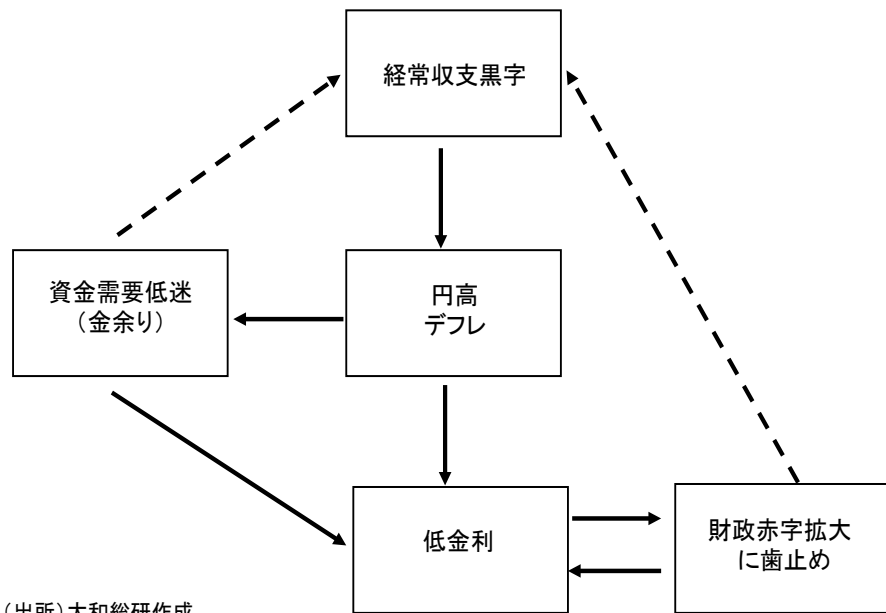 経常収支黒字
資金需要低迷
（金余り）
円高
デフレ
低金利
財政赤字拡大
に歯止め
（出所）大和総研作成